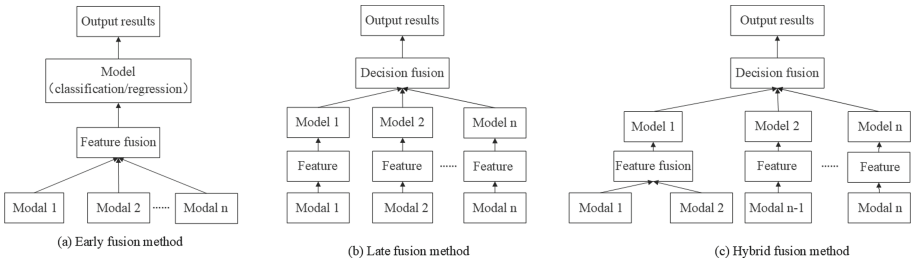 Output results
Model
(classification/regression)
Feature fusion
Modal 1
Modal 2
......
Modal n
(a) Early fusion method
Output results
Decision fusion
Model 1
Model 2
Model n
Feature
Feature
......
Feature
Modal 1
Modal 2
Modal n
(b) Late fusion method
Output results
Decision fusion
Model 1
Model 2
Model n
Feature fusion
Feature
......
Feature
Modal 1
Modal 2
Modal n-1
Modal n
(c) Hybrid fusion method